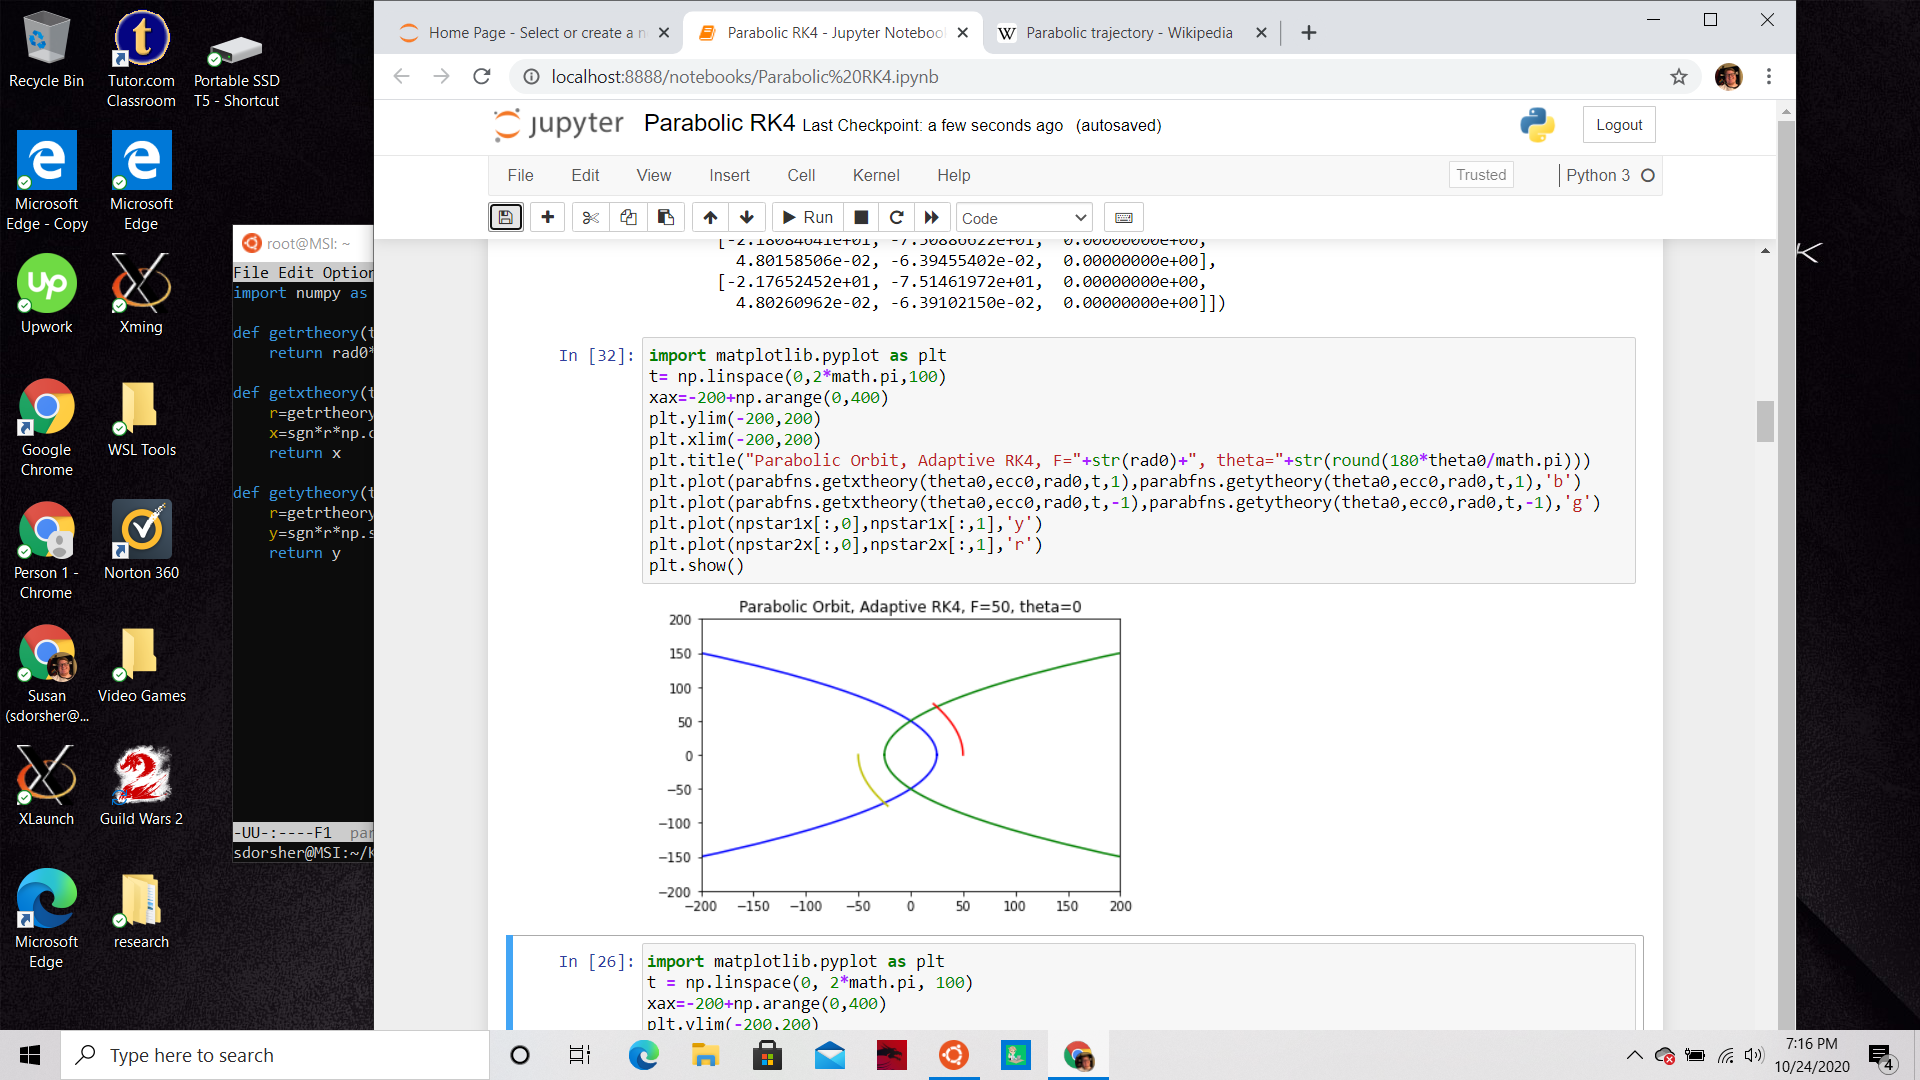 Recycle Bin
Tutor.com
Classroom
Portable SSD
T5 - Shortcut
Microsoft
Edge - Copy
Microsoft
Edge
Upwork
Xming
Google
Chrome
WSL Tools
Person 1 -
Chrome
Norton 360
Susan
(sdorsher@...
Video Games
XLaunch
Guild Wars 2
Microsoft
Edge
research
root@MSI: ~
File Edit Option
import numpy as
def getrtheory(t
return rad0*
def getxtheory(t
r=getrtheory
x=sgn*r*np.c
return x
def getytheory(t
r=getrtheory
y=sgn*r*np.s
return y
-UU-:----F1 par
sdorsher@MSI:~/K
Home Page - Select or create a n
Parabolic RK4 - Jupyter Noteboo
Parabolic trajectory - Wikipedia
localhost:8888/notebooks/Parabolic%20RK4.ipynb
jupyter Parabolic RK4 Last Checkpoint: a few seconds ago (autosaved)
Logout
File Edit View Insert Cell Kernel Help
Trusted
Python 3
Run
Code
[-2.18084641e+01, -7.50886622e+01, 0.00000000e+00,
4.80158506e-02, -6.39455402e-02, 0.00000000e+00],
[-2.17652452e+01, -7.51461972e+01, 0.00000000e+00,
4.80260962e-02, -6.39102150e-02, 0.00000000e+00]])
In [32]:
import matplotlib.pyplot as plt
t= np.linspace(0,2*math.pi,100)
xax=-200+np.arange(0,400)
plt.ylim(-200,200)
plt.xlim(-200,200)
plt.title("Parabolic Orbit, Adaptive RK4, F="+str(rad0)+", theta="+str(round(180*theta0/math.pi)))
plt.plot(parabfns.getxtheory(theta0,ecc0,rad0,t,1),parabfns.getytheory(theta0,ecc0,rad0,t,1),'b')
plt.plot(parabfns.getxtheory(theta0,ecc0,rad0,t,-1),parabfns.getytheory(theta0,ecc0,rad0,t,-1),'g')
plt.plot(npstar1x[:,0],npstar1x[:,1],'y')
plt.plot(npstar2x[:,0],npstar2x[:,1],'r')
plt.show()
Parabolic Orbit, Adaptive RK4, F=50, theta=0
200
150
100
50
0
−50
−100
−150
−200
−200 −150 −100 −50 0 50 100 150 200
In [26]:
import matplotlib.pyplot as plt
t = np.linspace(0, 2*math.pi, 100)
xax=-200+np.arange(0,400)
plt.ylim(-200,200)
Type here to search
7:16 PM
10/24/2020
4